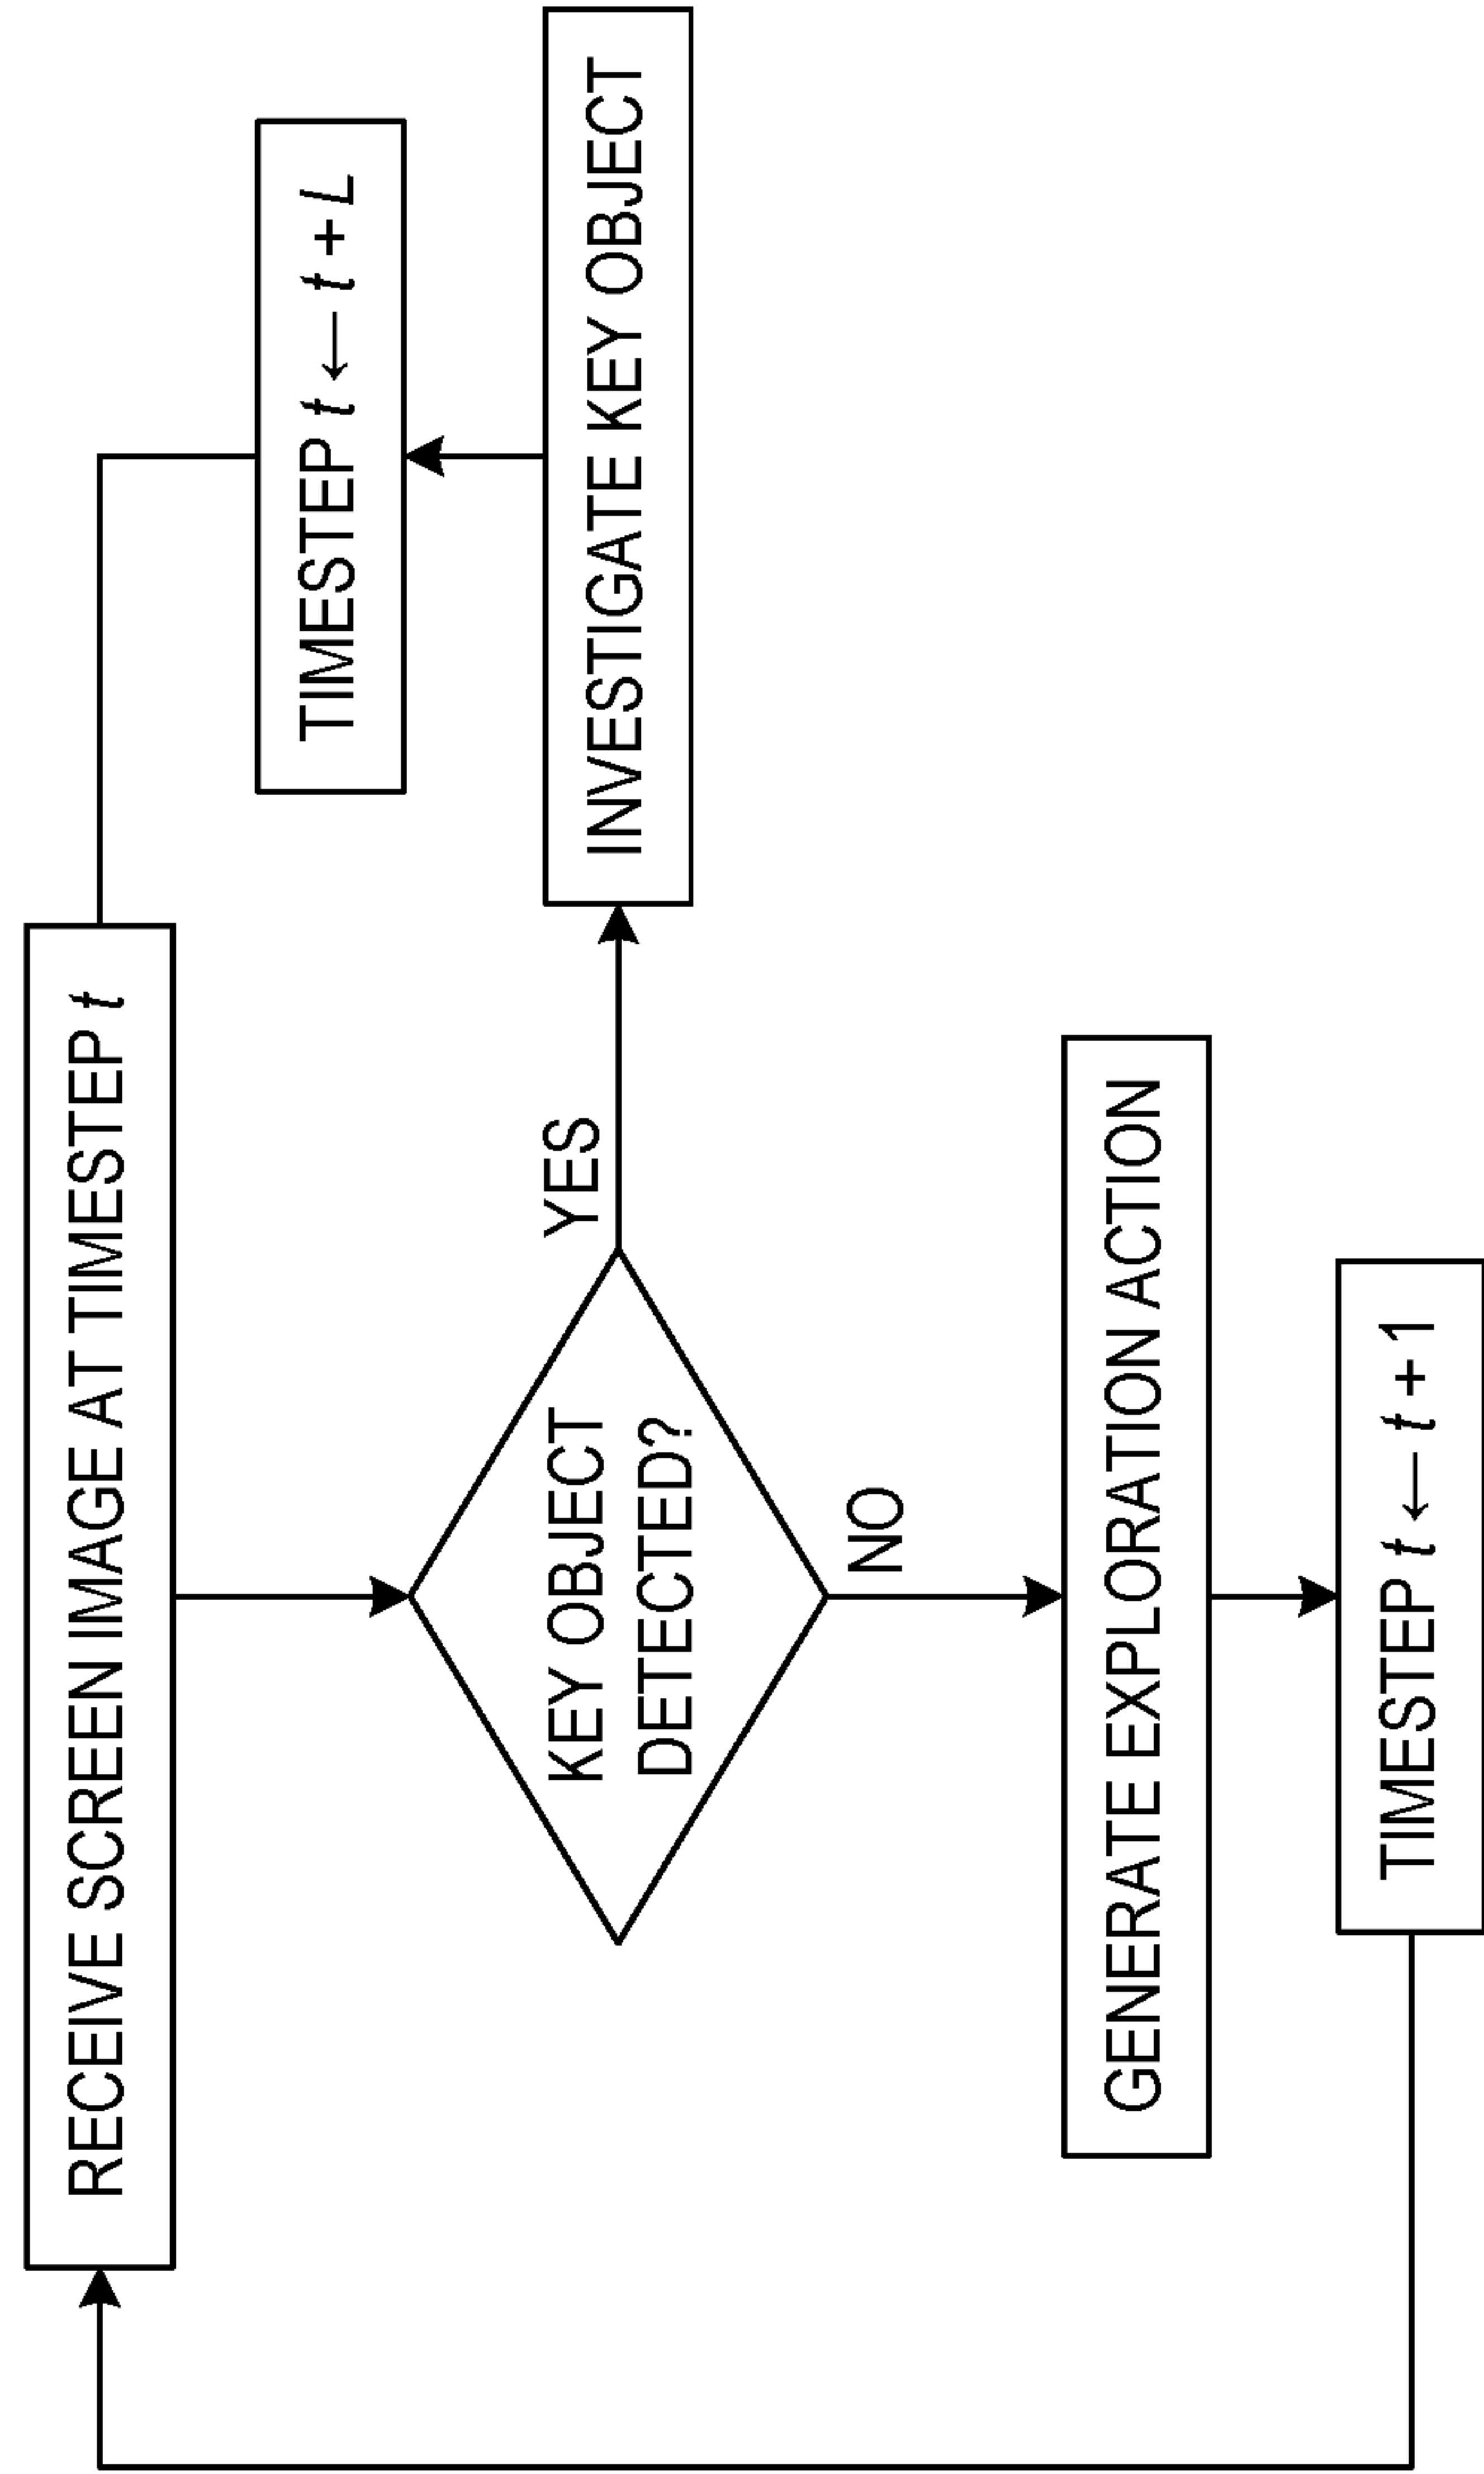 RECEIVE SCREEN IMAGE AT TIMESTEP t
KEY OBJECT
DETECTED?
YES
INVESTIGATE KEY OBJECT
TIMESTEP t ← t + L
NO
GENERATE EXPLORATION ACTION
TIMESTEP t ← t + 1